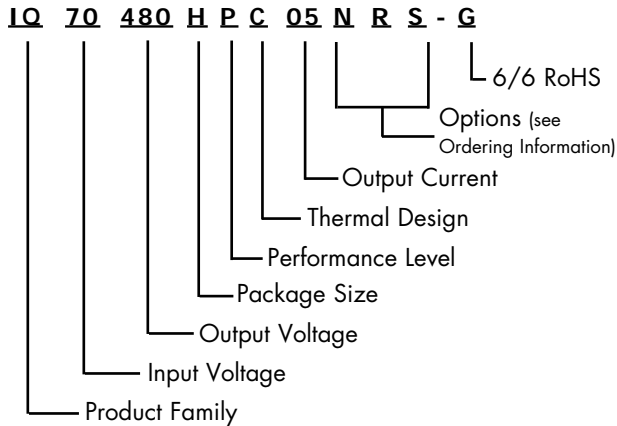 IQ 70 480 H P C 05 N R S - G
6/6 RoHS
Options (see
Ordering Information)
Output Current
Thermal Design
Performance Level
Package Size
Output Voltage
Input Voltage
Product Family